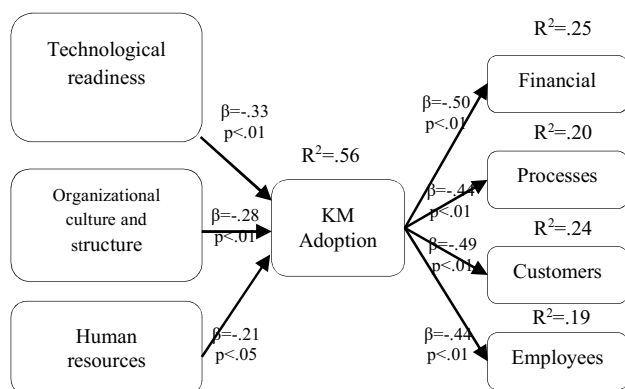 R²=.25
Technological
readiness
Financial
β=-.33
p<.01
β=-.50
p<.01
R²=.56
R²=.20
Processes
Organizational
culture and
structure
β=-.28
p<.01
KM
Adoption
β=-.44
p<.01
R²=.24
β=-.49
p<.01
Customers
Human
resources
β=-.21
p<.05
R²=.19
β=-.44
p<.01
Employees